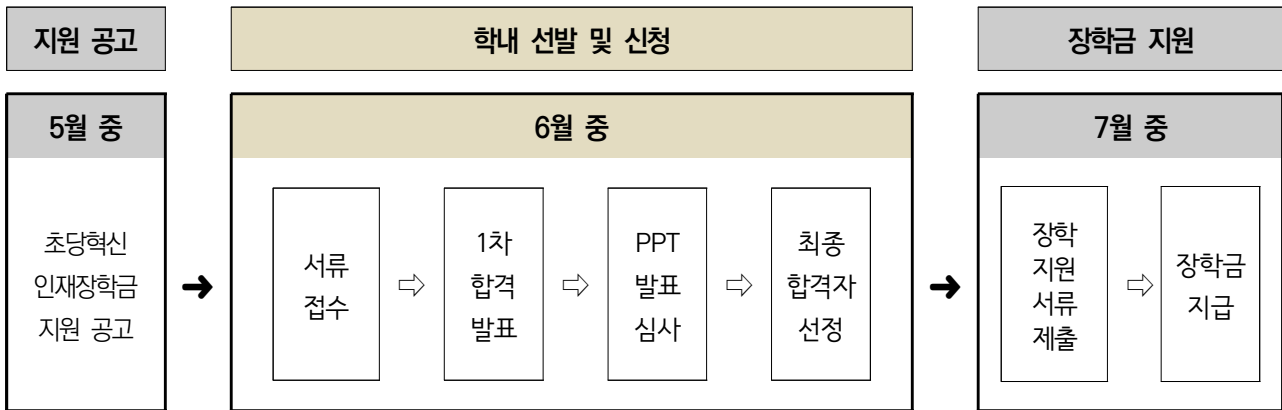 지원 공고
학내 선발 및 신청
장학금 지원
5월 중
6월 중
7월 중
초당혁신
인재장학금
지원 공고
➜
서류
접수
⇨
1차
합격
발표
⇨
PPT
발표
심사
⇨
최종
합격자
선정
➜
장학
지원
서류
제출
⇨
장학금
지급